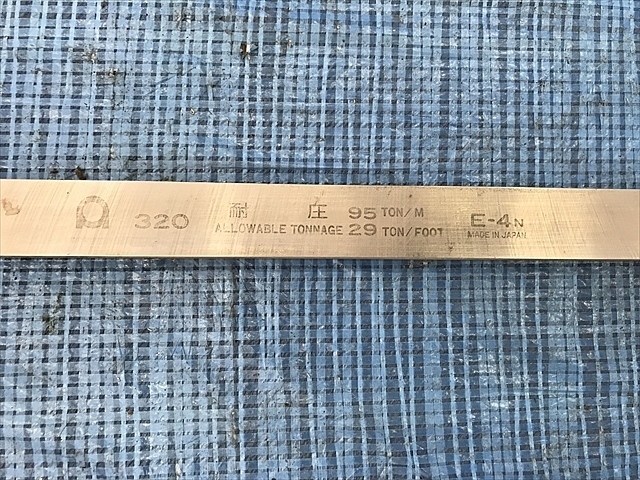 320
耐圧 95 TON/M
ALLOWABLE TONNAGE 29 TON/FOOT
E-4N
MADE IN JAPAN